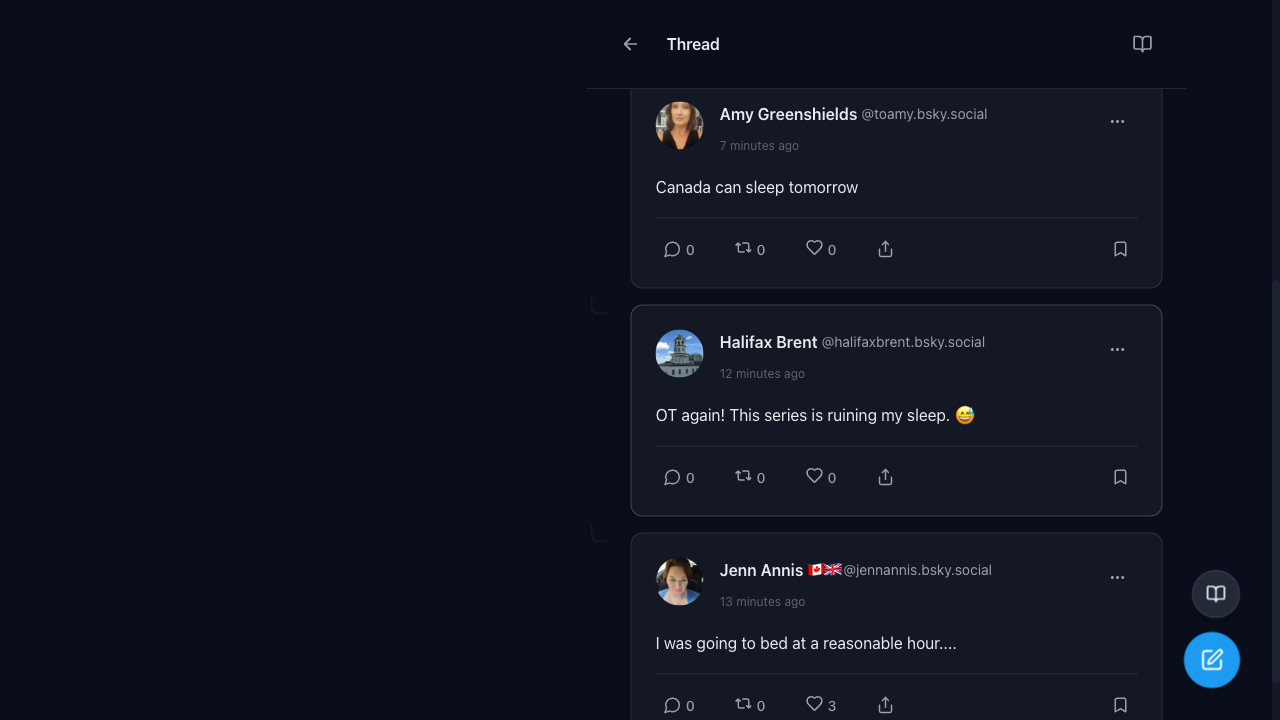 Thread
Amy Greenshields @toamy.bsky.social
7 minutes ago
Canada can sleep tomorrow
0 0 0
Halifax Brent @halifaxbrent.bsky.social
12 minutes ago
OT again! This series is ruining my sleep. 😅
0 0 0
Jenn Annis 🇨🇦🇬🇧@jennannis.bsky.social
13 minutes ago
I was going to bed at a reasonable hour....
0 0 3